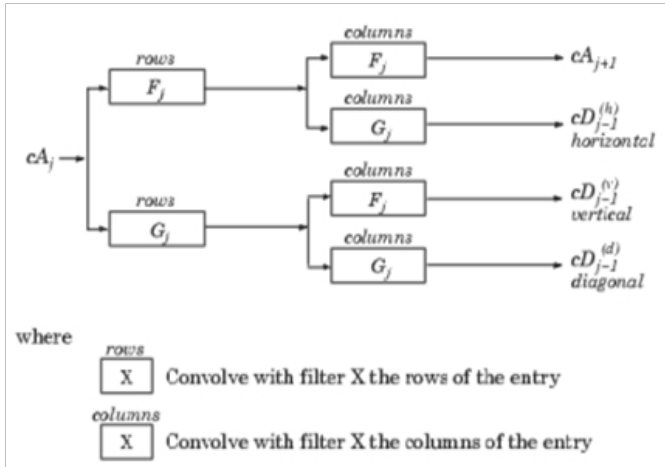 columns
rows
F_j
cA_{j+1}
F_j
columns
G_j
cD_{j-1}^{(h)}
horizontal
cA_j
columns
rows
F_j
cD_{j-1}^{(v)}
vertical
G_j
columns
G_j
cD_{j-1}^{(d)}
diagonal
where
rows
X Convolve with filter X the rows of the entry
columns
X Convolve with filter X the columns of the entry